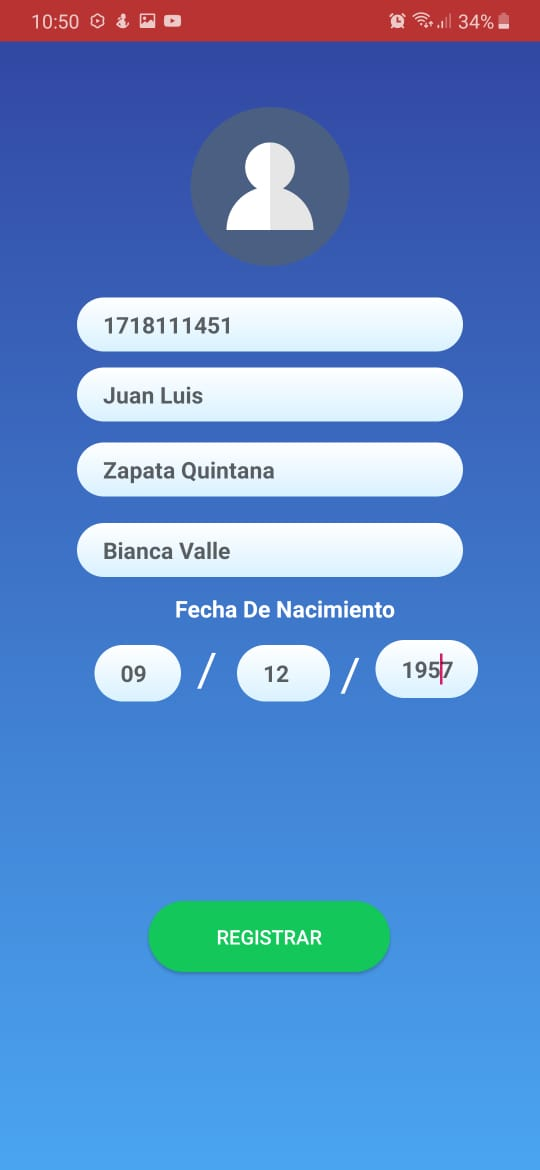 10:50 34%
1718111451
Juan Luis
Zapata Quintana
Bianca Valle
Fecha De Nacimiento
09 / 12 / 1957
REGISTRAR